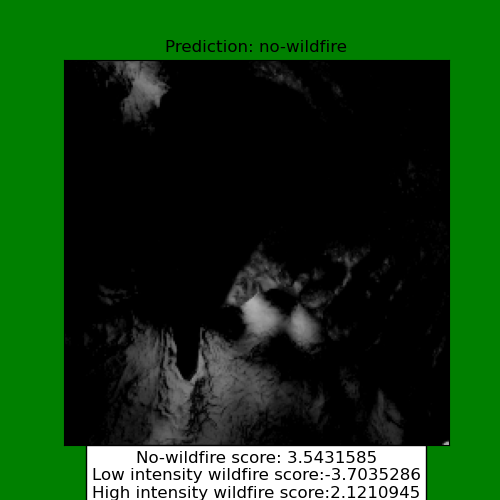 Prediction: no-wildfire
No-wildfire score: 3.5431585
Low intensity wildfire score:-3.7035286
High intensity wildfire score:2.1210945